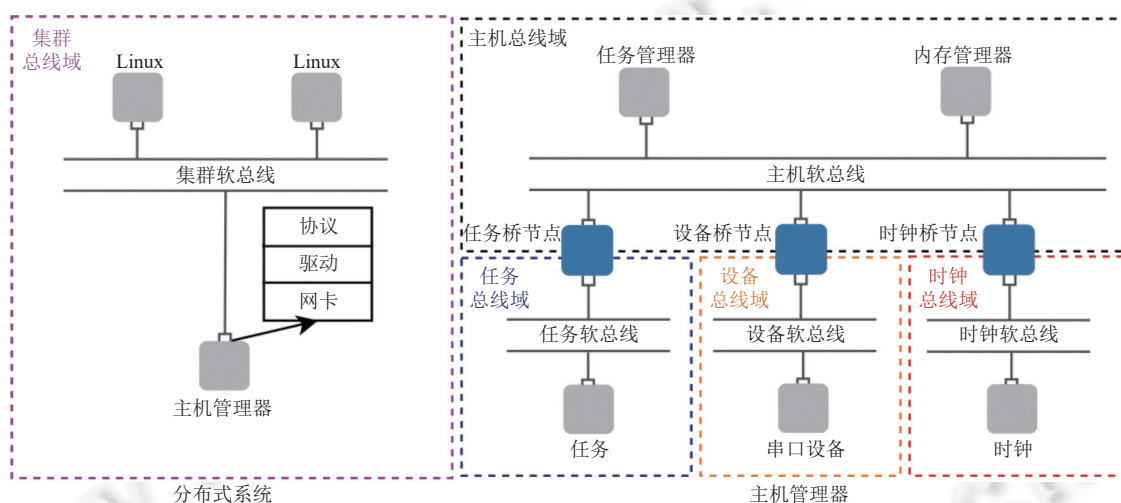 集群
总线域
Linux
Linux
集群软总线
协议
驱动
网卡
主机管理器
分布式系统
主机总线域
任务管理器
内存管理器
主机软总线
任务桥节点
设备桥节点
时钟桥节点
任务
总线域
设备
总线域
时钟
总线域
任务软总线
设备软总线
时钟软总线
任务
串口设备
时钟
主机管理器